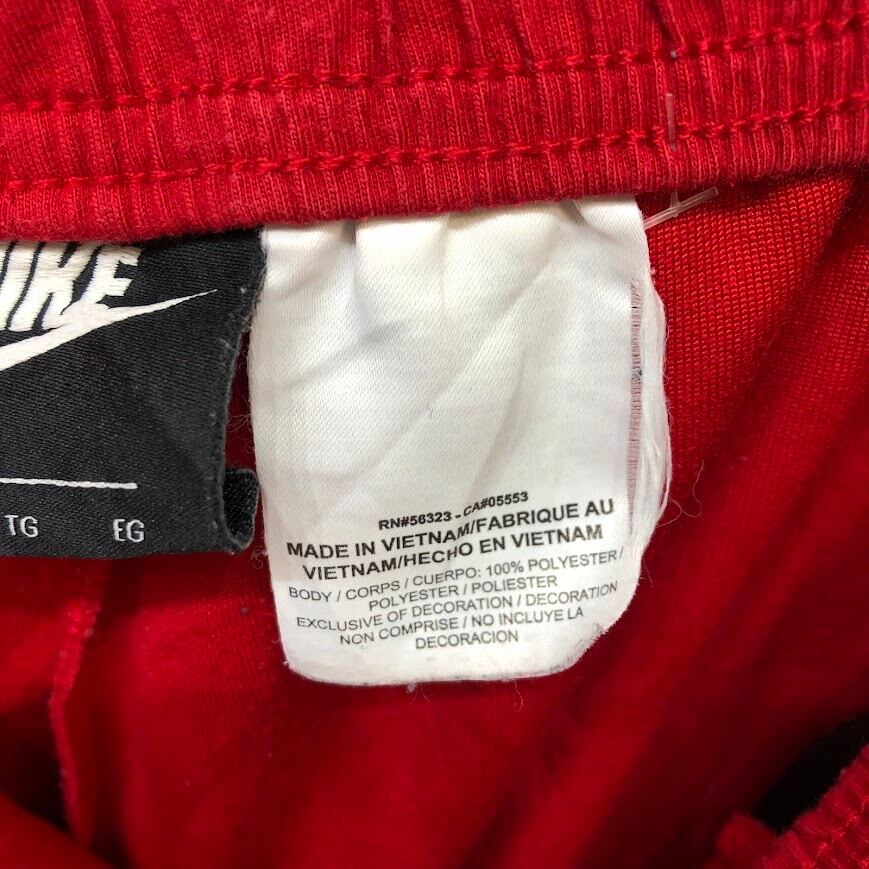 NIKE
TG EG
RN#56323 - CA#05553
MADE IN VIETNAM/FABRIQUE AU
VIETNAM/HECHO EN VIETNAM
BODY / CORPS / CUERPO: 100% POLYESTER /
POLYESTER / POLIESTER
EXCLUSIVE OF DECORATION / DECORATION
NON COMPRISE / NO INCLUYE LA
DECORACION